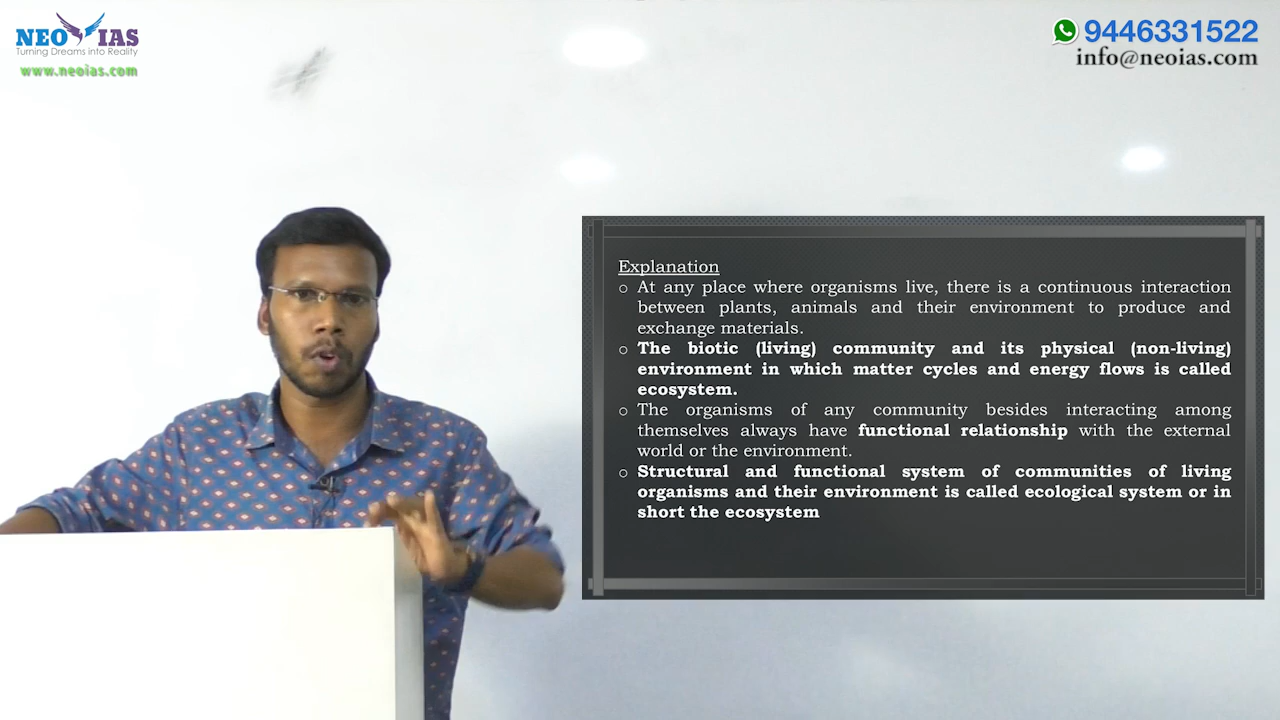 NEO IAS
Turning Dreams into Reality
www.neoias.com
9446331522
info@neoias.com
Explanation
o At any place where organisms live, there is a continuous interaction
between plants, animals and their environment to produce and
exchange materials.
o The biotic (living) community and its physical (non-living)
environment in which matter cycles and energy flows is called
ecosystem.
o The organisms of any community besides interacting among
themselves always have functional relationship with the external
world or the environment.
o Structural and functional system of communities of living
organisms and their environment is called ecological system or in
short the ecosystem